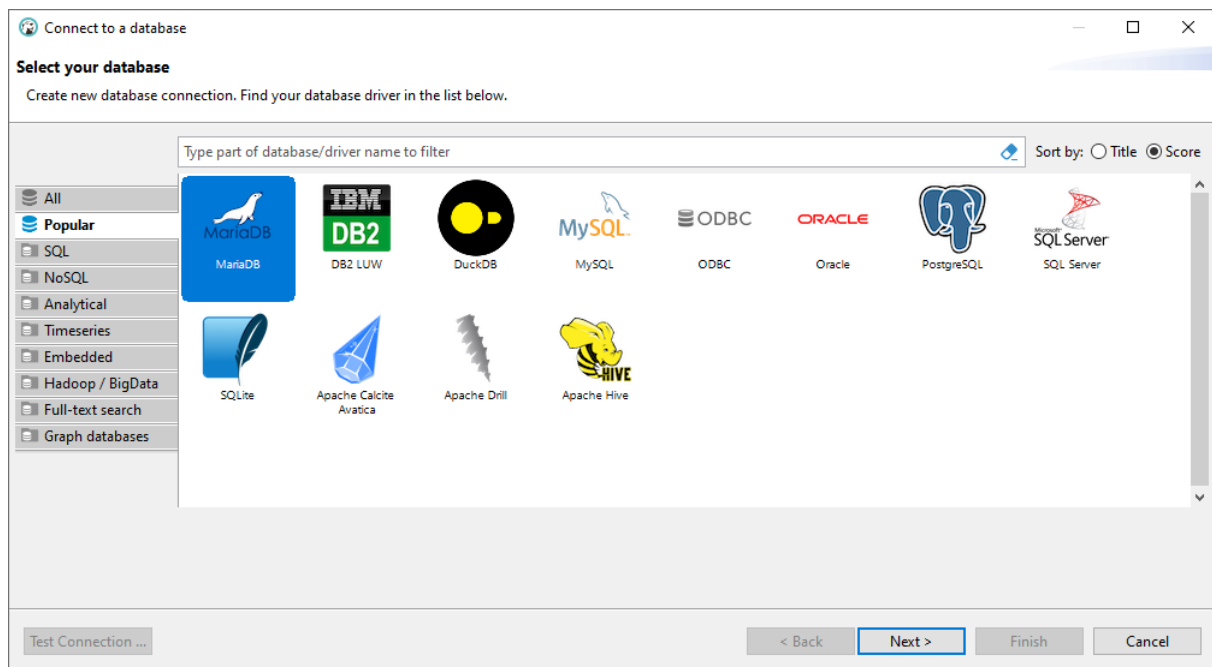 Connect to a database
Select your database
Create new database connection. Find your database driver in the list below.
Type part of database/driver name to filter
Sort by: Title Score
All
Popular
SQL
NoSQL
Analytical
Timeseries
Embedded
Hadoop / BigData
Full-text search
Graph databases
MariaDB IBM DB2 MySQL ODBC ORACLE Microsoft SQL Server
MariaDB DB2 LUW DuckDB MySQL ODBC Oracle PostgreSQL SQL Server
HIVE
SQLite Apache Calcite Avatica Apache Drill Apache Hive
Test Connection ... < Back Next > Finish Cancel